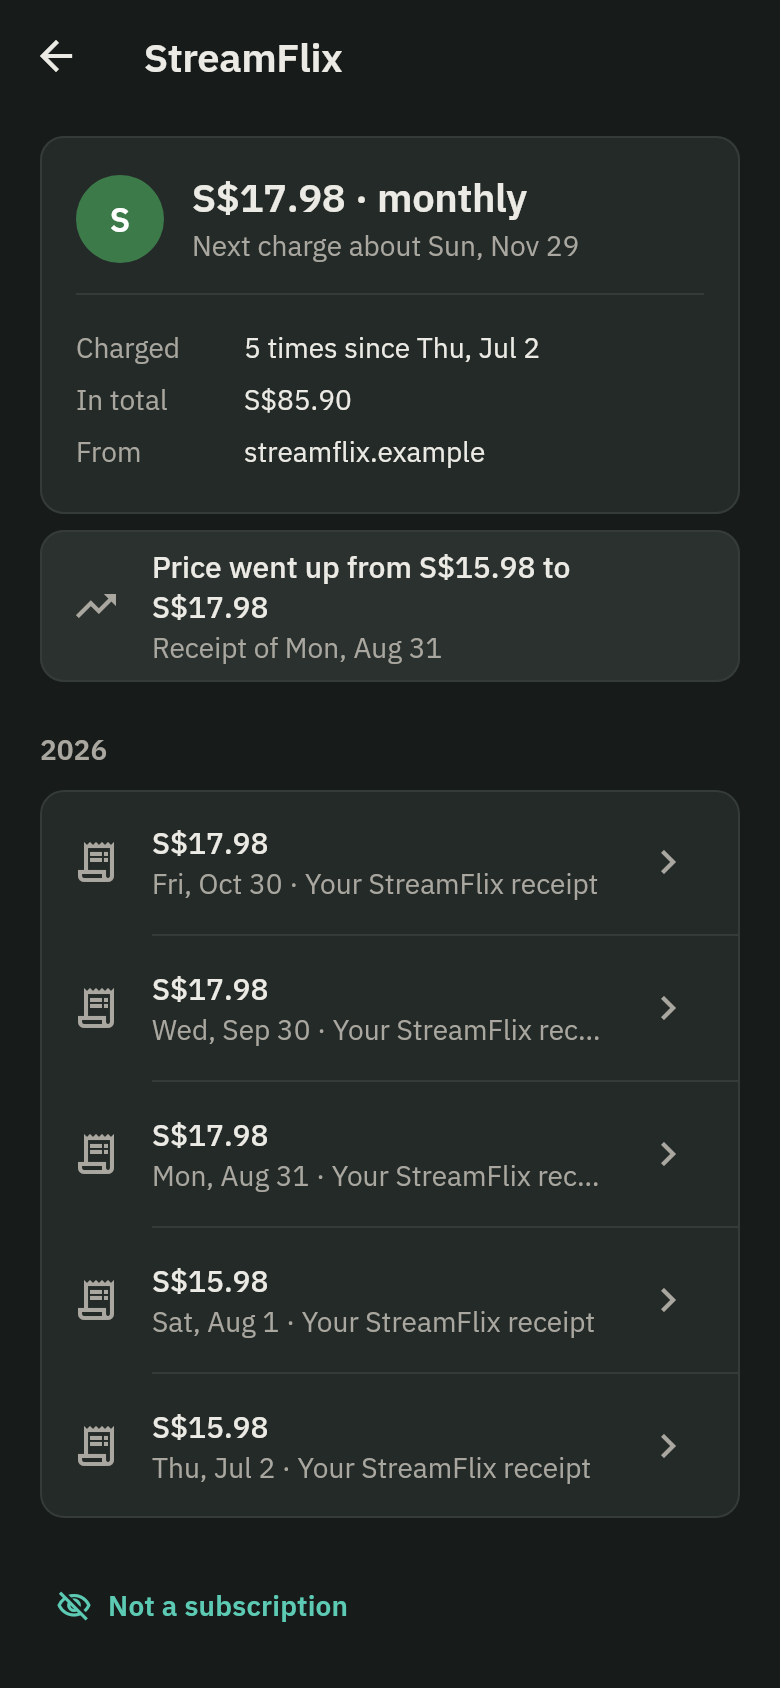 StreamFlix
S
S$17.98 · monthly
Next charge about Sun, Nov 29
Charged 5 times since Thu, Jul 2
In total S$85.90
From streamflix.example
Price went up from S$15.98 to
S$17.98
Receipt of Mon, Aug 31
2026
S$17.98
Fri, Oct 30 · Your StreamFlix receipt
S$17.98
Wed, Sep 30 · Your StreamFlix rec...
S$17.98
Mon, Aug 31 · Your StreamFlix rec...
S$15.98
Sat, Aug 1 · Your StreamFlix receipt
S$15.98
Thu, Jul 2 · Your StreamFlix receipt
Not a subscription